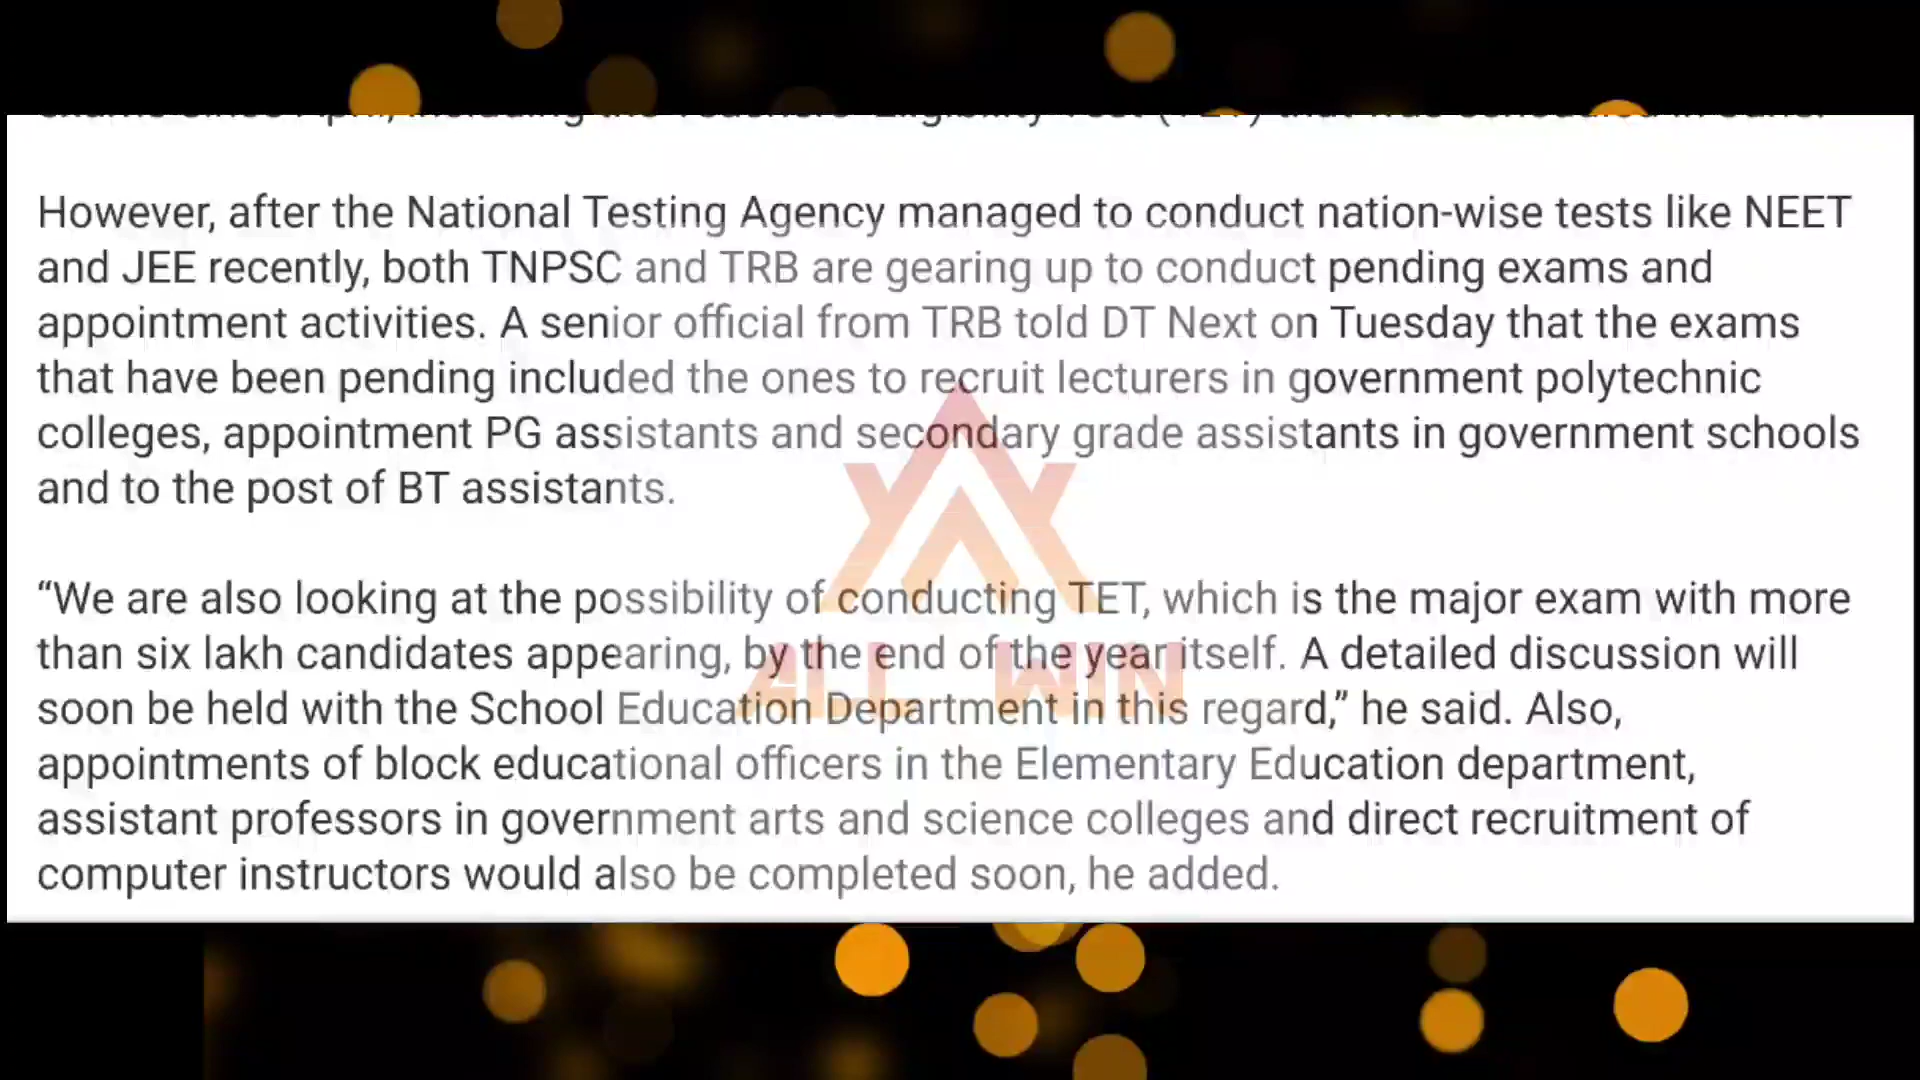 However, after the National Testing Agency managed to conduct nation-wise tests like NEET
and JEE recently, both TNPSC and TRB are gearing up to conduct pending exams and
appointment activities. A senior official from TRB told DT Next on Tuesday that the exams
that have been pending included the ones to recruit lecturers in government polytechnic
colleges, appointment PG assistants and secondary grade assistants in government schools
and to the post of BT assistants.
“We are also looking at the possibility of conducting TET, which is the major exam with more
than six lakh candidates appearing, by the end of the year itself. A detailed discussion will
soon be held with the School Education Department in this regard,” he said. Also,
appointments of block educational officers in the Elementary Education department,
assistant professors in government arts and science colleges and direct recruitment of
computer instructors would also be completed soon, he added.
ALL WIN